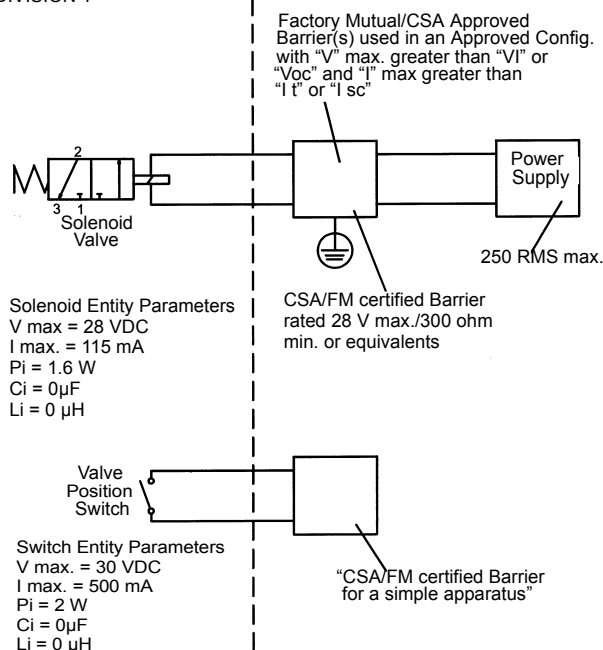 Factory Mutual/CSA Approved
Barrier(s) used in an Approved Config.
with “V” max. greater than “VI” or
“Voc” and “I” max greater than
“I t” or “I sc”
2
3 1
Solenoid
Valve
Power
Supply
250 RMS max.
CSA/FM certified Barrier
rated 28 V max./300 ohm
min. or equivalents
Solenoid Entity Parameters
V max = 28 VDC
I max. = 115 mA
Pi = 1.6 W
Ci = 0µF
Li = 0 µH
Valve
Position
Switch
“CSA/FM certified Barrier
for a simple apparatus”
Switch Entity Parameters
V max. = 30 VDC
I max. = 500 mA
Pi = 2 W
Ci = 0µF
Li = 0 µH